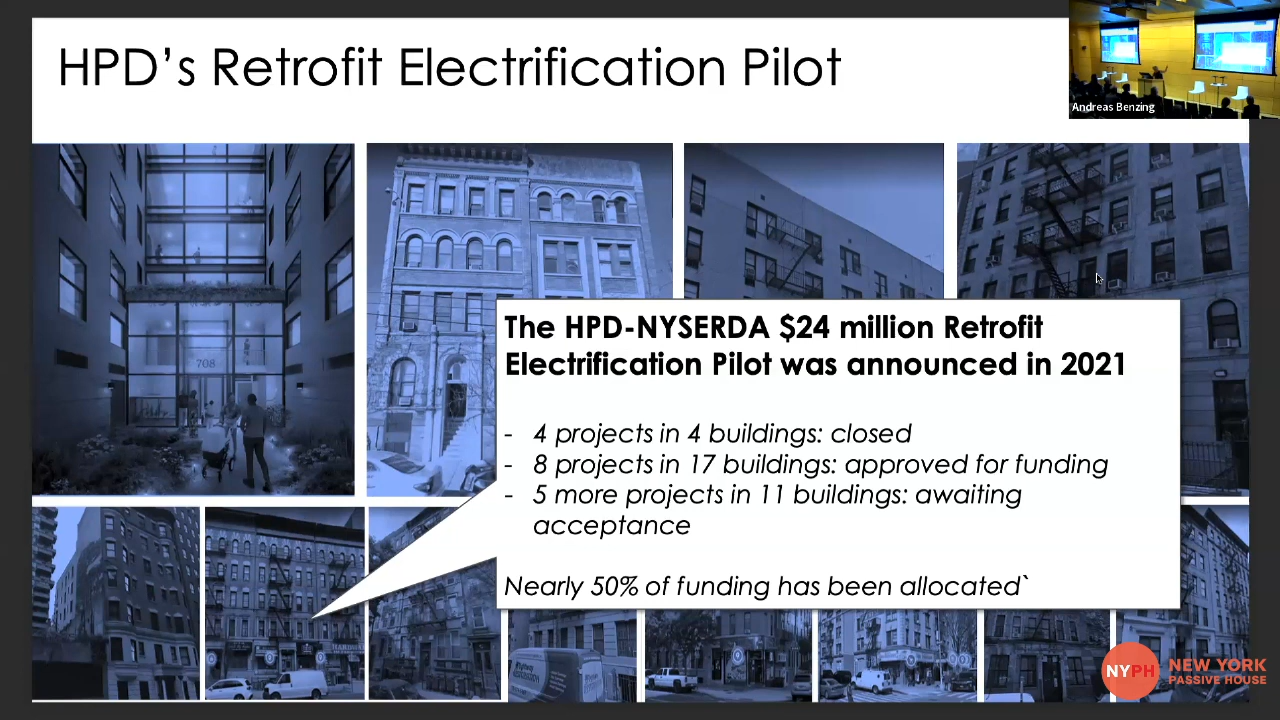 HPD's Retrofit Electrification Pilot
Andreas Benzing
708
The HPD-NYSERDA $24 million Retrofit
Electrification Pilot was announced in 2021
- 4 projects in 4 buildings: closed
- 8 projects in 17 buildings: approved for funding
- 5 more projects in 11 buildings: awaiting
acceptance
Nearly 50% of funding has been allocated`
NYPH
NEW YORK
PASSIVE HOUSE